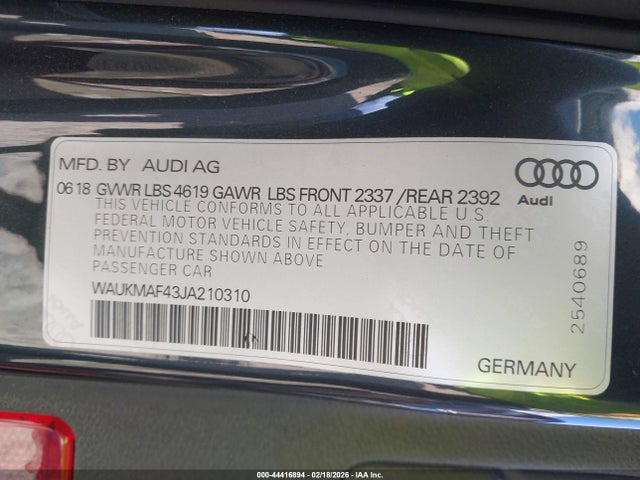 MFD. BY AUDI AG
06 18 GVWR LBS 4619 GAWR LBS FRONT 2337 /REAR 2392
THIS VEHICLE CONFORMS TO ALL APPLICABLE U.S.
FEDERAL MOTOR VEHICLE SAFETY, BUMPER AND THEFT
PREVENTION STANDARDS IN EFFECT ON THE DATE OF
MANUFACTURE SHOWN ABOVE
PASSENGER CAR
WAUKMAF43JA210310
Audi
2540689
GERMANY
000-44416894 | 02/18/2026 | IAA Inc.